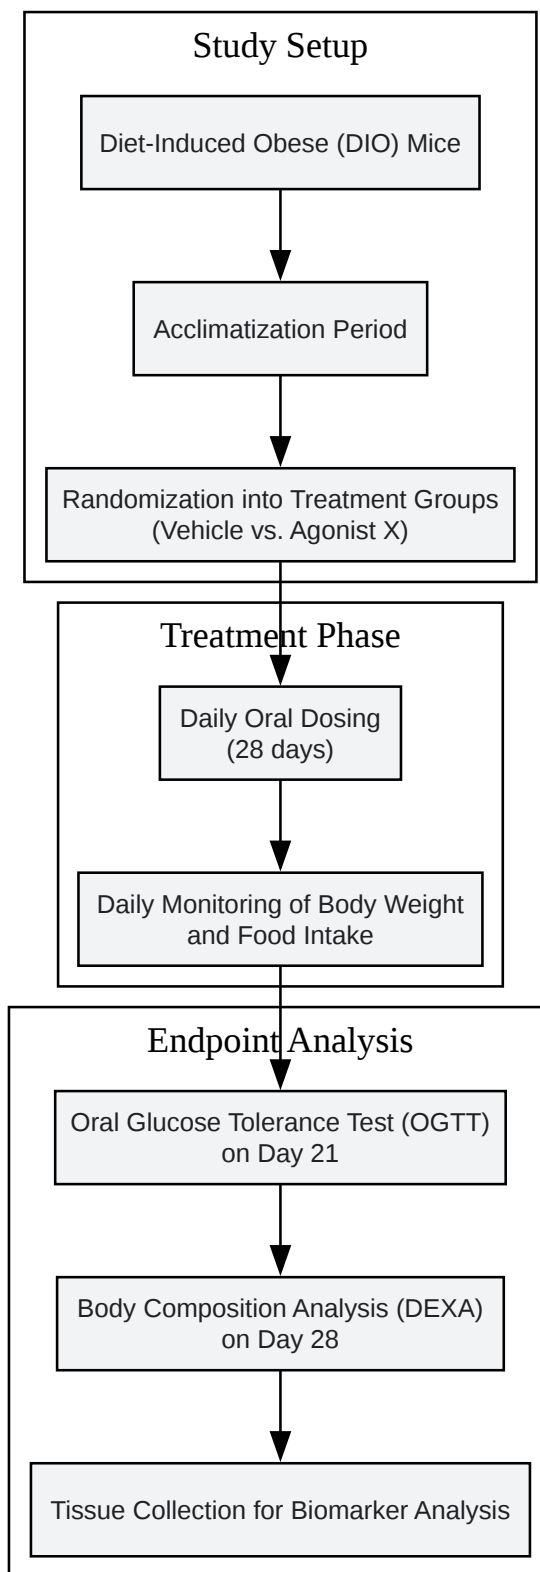 Study Setup
Diet-Induced Obese (DIO) Mice
Acclimatization Period
Randomization into Treatment Groups
(Vehicle vs. Agonist X)
Treatment Phase
Daily Oral Dosing
(28 days)
Daily Monitoring of Body Weight
and Food Intake
Endpoint Analysis
Oral Glucose Tolerance Test (OGTT)
on Day 21
Body Composition Analysis (DEXA)
on Day 28
Tissue Collection for Biomarker Analysis